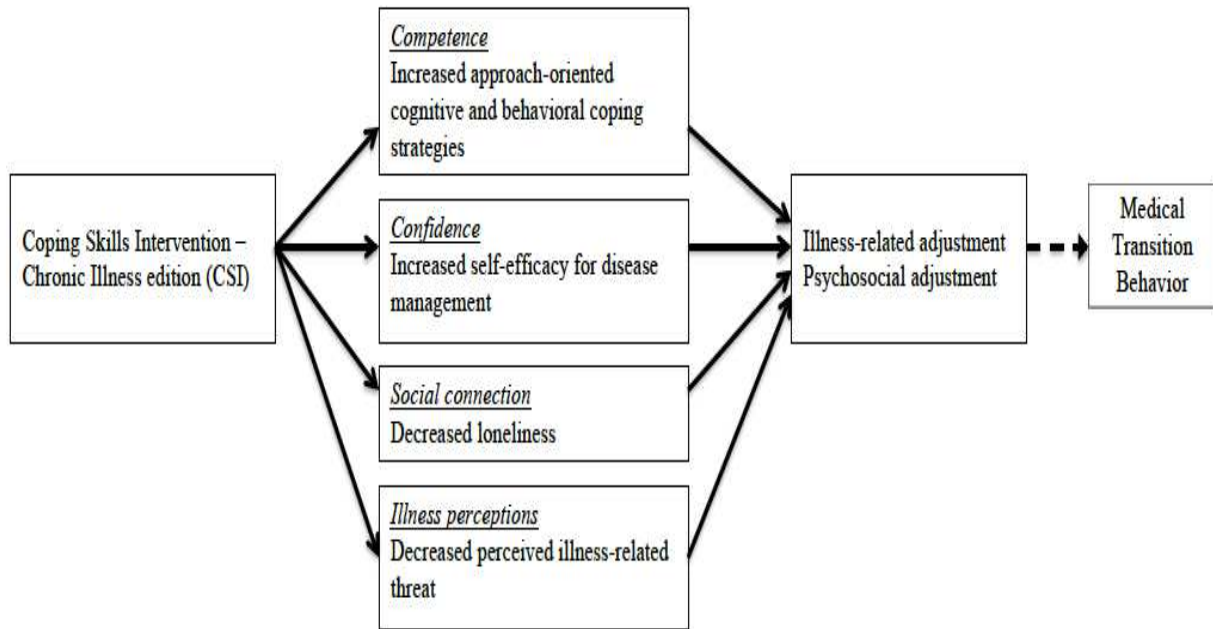 Competence
Increased approach-oriented
cognitive and behavioral coping
strategies
Coping Skills Intervention –
Chronic Illness edition (CSI)
Confidence
Increased self-efficacy for disease
management
Social connection
Decreased loneliness
Illness perceptions
Decreased perceived illness-related
threat
Illness-related adjustment
Psychosocial adjustment
Medical
Transition
Behavior